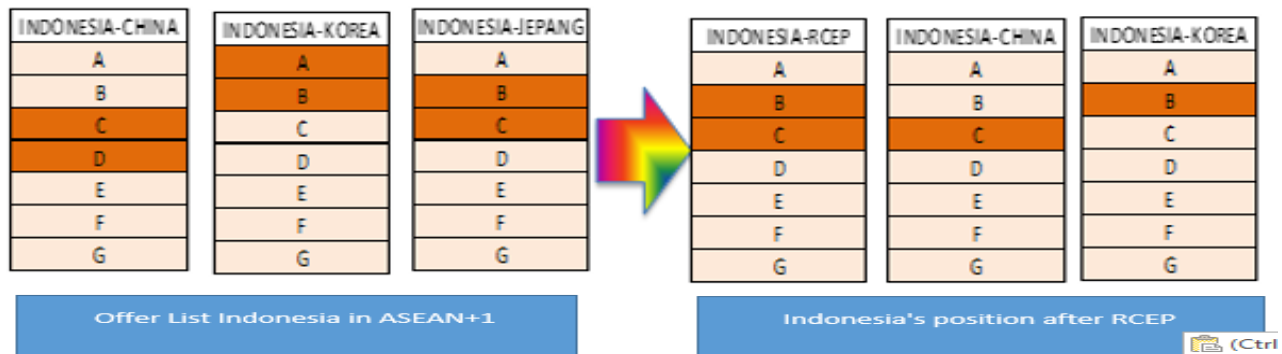 INDONESIA-CHINA
A
B
C
D
E
F
G
INDONESIA-KOREA
A
B
C
D
E
F
G
INDONESIA-JEPANG
A
B
C
D
E
F
G
Offer List Indonesia in ASEAN+1
INDONESIA-RCEP
A
B
C
D
E
F
G
INDONESIA-CHINA
A
B
C
D
E
F
G
INDONESIA-KOREA
A
B
C
D
E
F
G
Indonesia's position after RCEP
(Ctrl